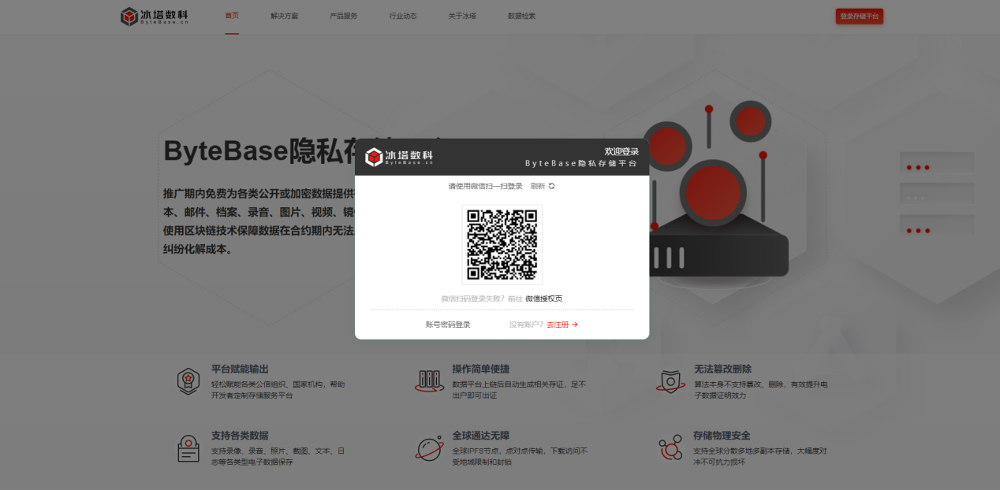 冰塔数科
ByteBase.cn
首页
解决方案
产品服务
行业动态
关于冰塔
数据检索
登录存储平台
ByteBase隐私
推广期内免费为各类公开或加密数据提供
本、邮件、档案、录音、图片、视频、镜
使用区块链技术保障数据在合约期内无法
纠纷化解成本。
冰塔数科
ByteBase.cn
欢迎登录
ByteBase隐私存储平台
请使用微信扫一扫登录 刷新
微信扫码登录失败？前往 微信授权页
账号密码登录
没有账户？去注册 →
平台赋能输出
轻松赋能各类公信组织、国家机构，帮助
开发者定制存储服务平台
操作简单便捷
数据平台上链后自动生成相关存证，足不
出户即可出证
无法篡改删除
算法本身不支持篡改、删除，有效提升电
子数据证明效力
支持各类数据
支持录像、录音、照片、截图、文本、日
志等各类型电子数据保存
全球通达无障
全球IPFS节点，点对点传输，下载访问不
受地域限制和封锁
存储物理安全
支持全球分散多地多副本存储，大幅度对
冲不可抗力损坏